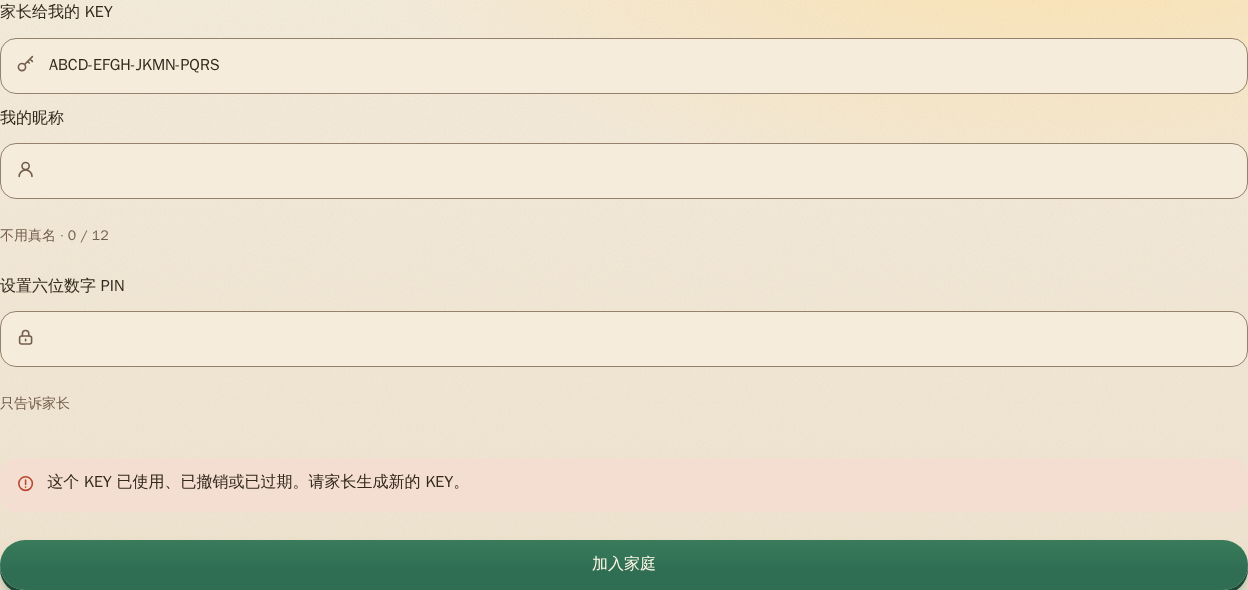 家长给我的 KEY
ABCD-EFGH-JKMN-PQRS
我的昵称
不用真名 · 0 / 12
设置六位数字 PIN
只告诉家长
这个 KEY 已使用、已撤销或已过期。请家长生成新的 KEY。
加入家庭